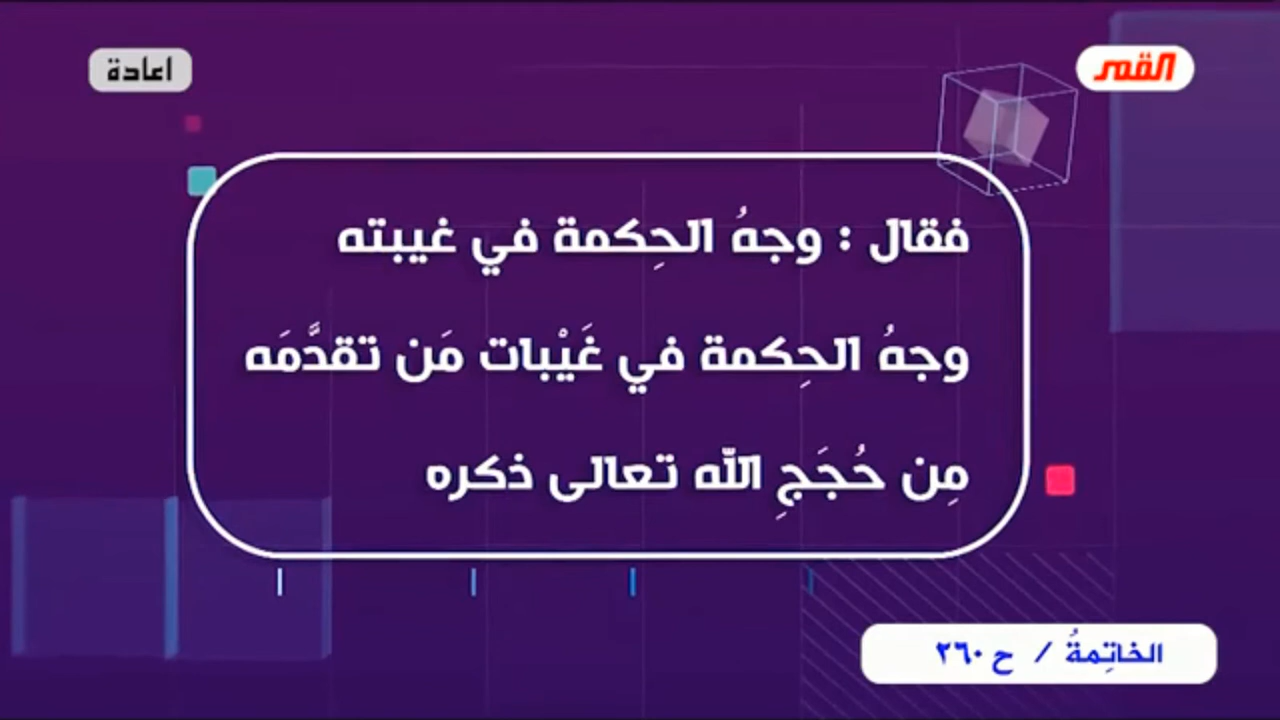 القمر
اعادة
فقال : وجهُ الحِكمة في غيبته
وجهُ الحِكمة في غَيْبات مَن تقدَّمَه
مِن حُجَجِ اللّه تعالى ذكره
الخاتِمةُ / ح ٢٦٠